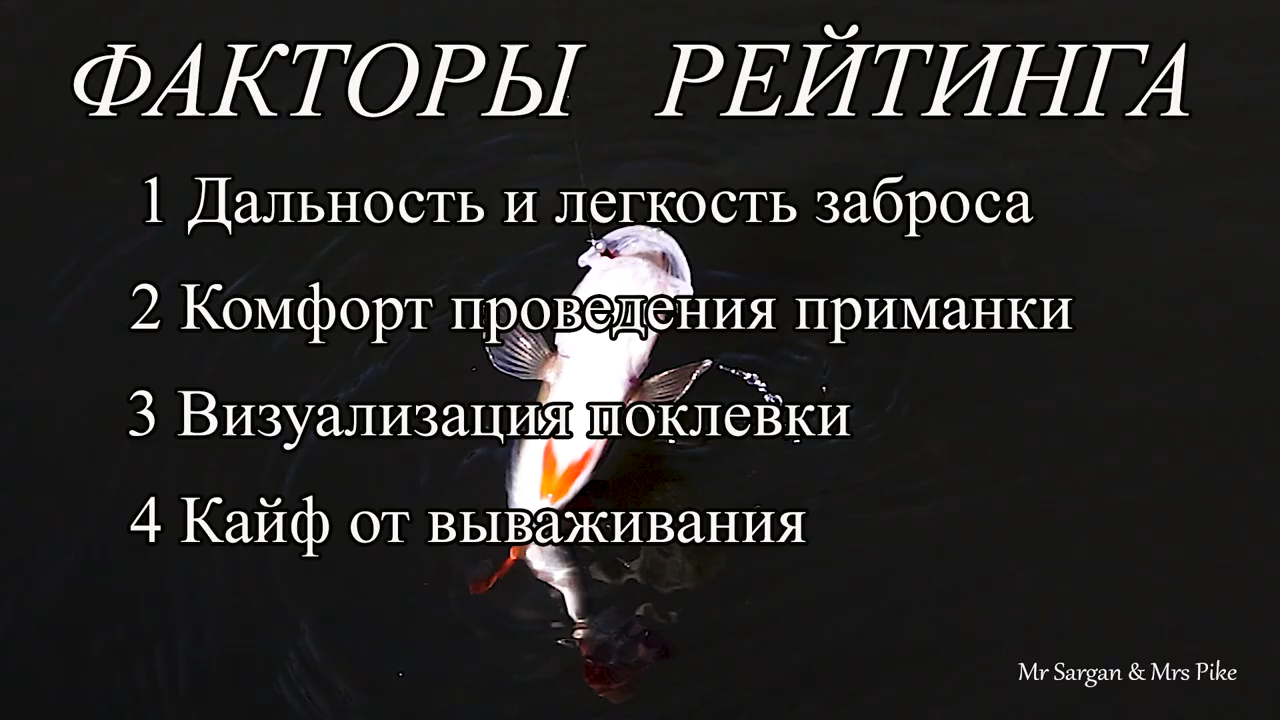 ФАКТОРЫ РЕЙТИНГА
1 Дальность и легкость заброса
2 Комфорт проведения приманки
3 Визуализация поклевки
4 Кайф от вываживания
Mr Sargan & Mrs Pike